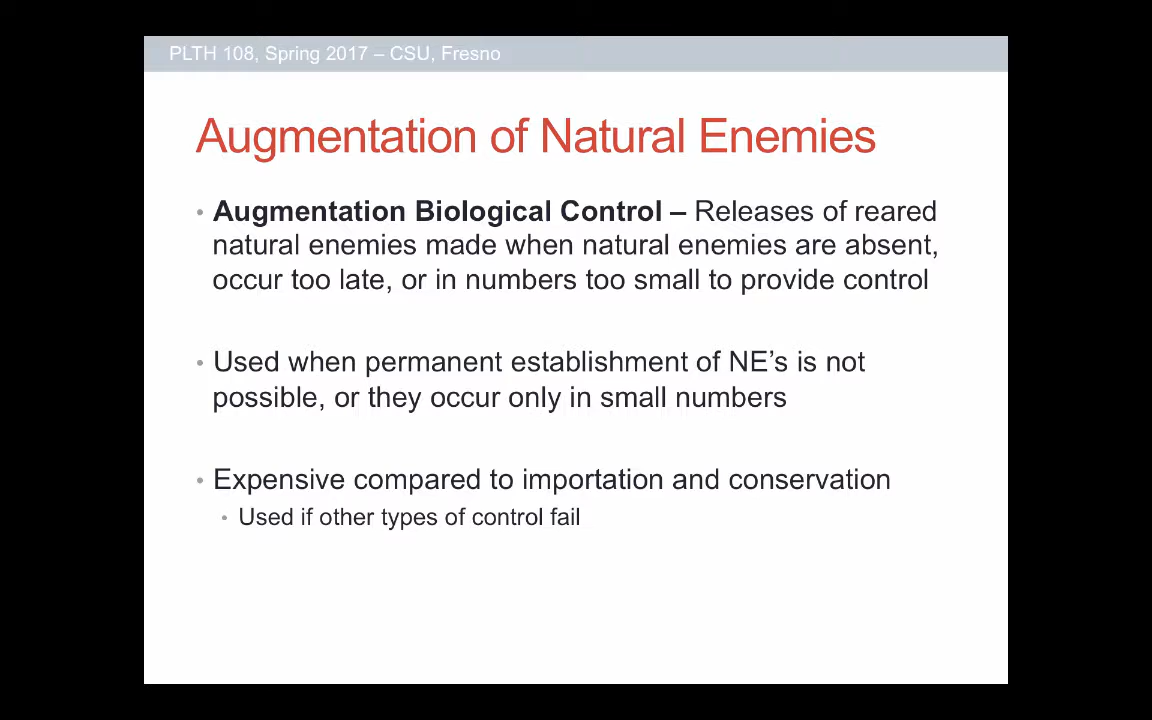 PLTH 108, Spring 2017 – CSU, Fresno
Augmentation of Natural Enemies
• Augmentation Biological Control – Releases of reared
natural enemies made when natural enemies are absent,
occur too late, or in numbers too small to provide control
• Used when permanent establishment of NE’s is not
possible, or they occur only in small numbers
• Expensive compared to importation and conservation
• Used if other types of control fail